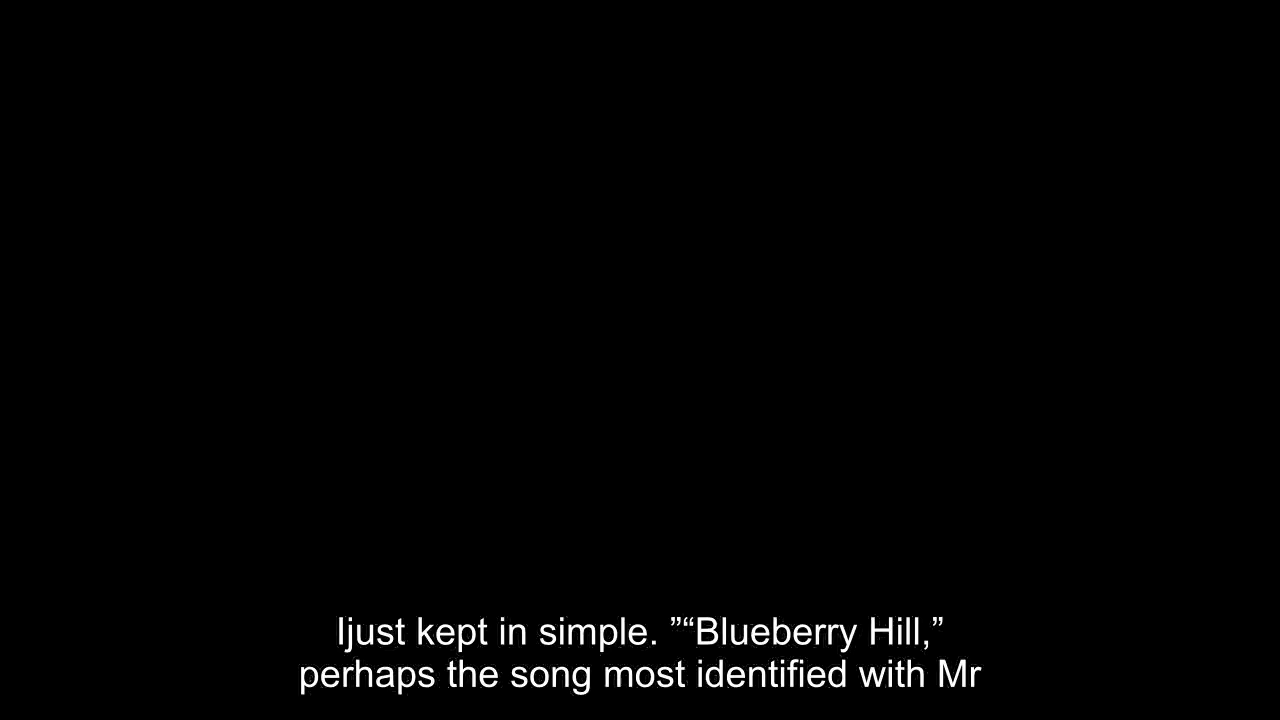 Ijust kept in simple. ”“Blueberry Hill,”
perhaps the song most identified with Mr